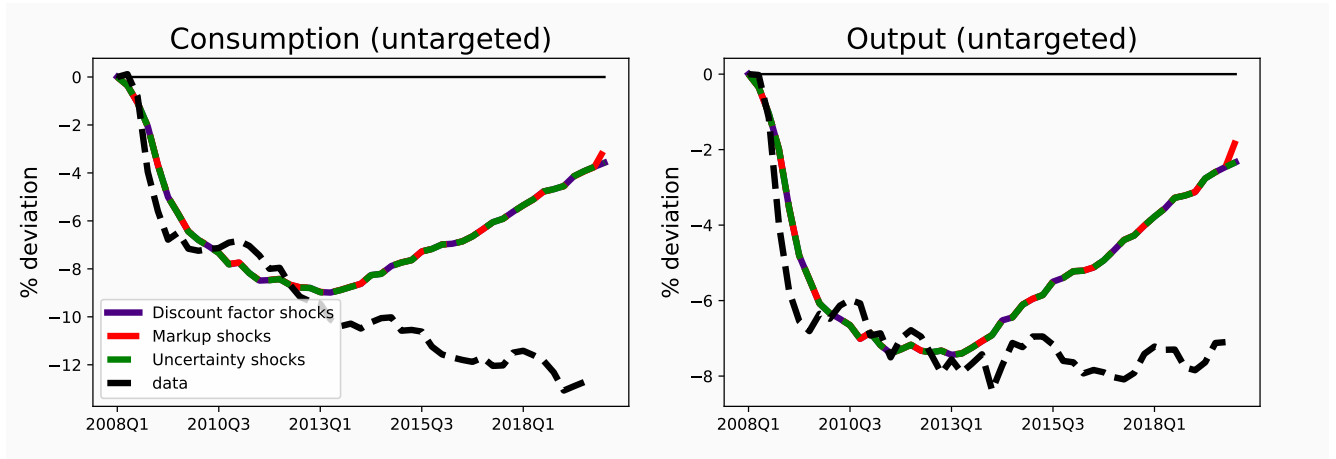 Consumption (untargeted)
% deviation
0
−2
−4
−6
−8
−10
−12
Discount factor shocks
Markup shocks
Uncertainty shocks
data
2008Q1 2010Q3 2013Q1 2015Q3 2018Q1
Output (untargeted)
% deviation
0
−2
−4
−6
−8
2008Q1 2010Q3 2013Q1 2015Q3 2018Q1